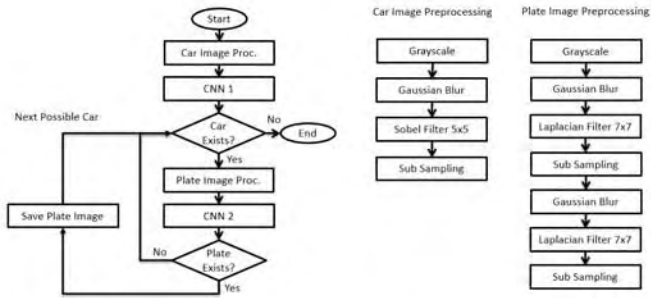 Start
Car Image Proc.
CNN 1
Next Possible Car
Car
Exists?
No
End
Yes
Plate Image Proc.
CNN 2
Save Plate Image
No
Plate
Exists?
Yes
Car Image Preprocessing
Grayscale
Gaussian Blur
Sobel Filter 5x5
Sub Sampling
Plate Image Preprocessing
Grayscale
Gaussian Blur
Laplacian Filter 7x7
Sub Sampling
Gaussian Blur
Laplacian Filter 7x7
Sub Sampling